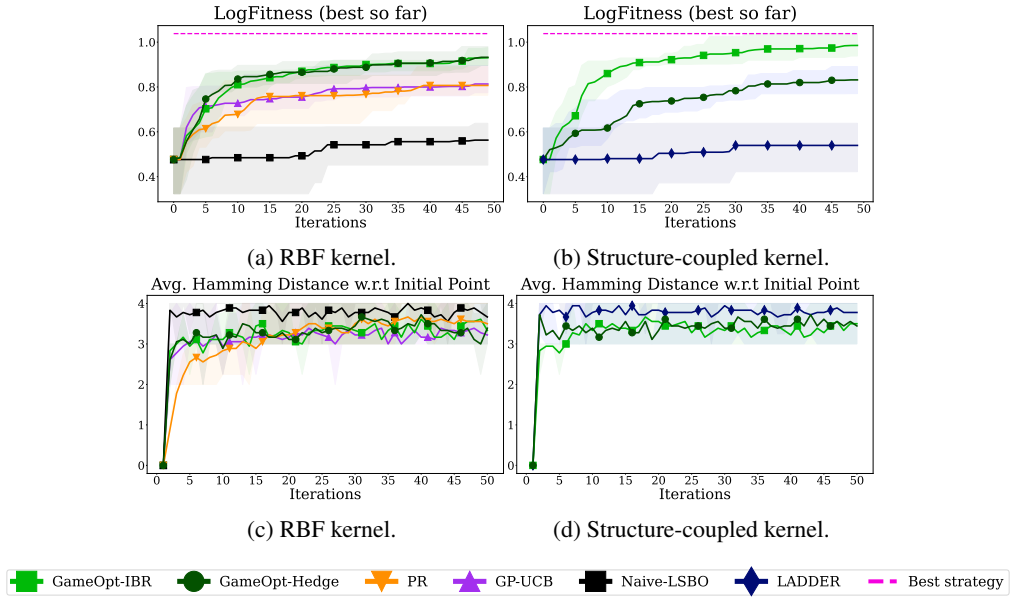 LogFitness (best so far)
1.0
0.8
0.6
0.4
0 5 10 15 20 25 30 35 40 45 50
Iterations
(a) RBF kernel.
LogFitness (best so far)
1.0
0.8
0.6
0.4
0 5 10 15 20 25 30 35 40 45 50
Iterations
(b) Structure-coupled kernel.
Avg. Hamming Distance w.r.t Initial Point
4
3
2
1
0
0 5 10 15 20 25 30 35 40 45 50
Iterations
(c) RBF kernel.
Avg. Hamming Distance w.r.t Initial Point
4
3
2
1
0
0 5 10 15 20 25 30 35 40 45 50
Iterations
(d) Structure-coupled kernel.
GameOpt-IBR GameOpt-Hedge PR GP-UCB Naive-LSBO LADDER Best strategy